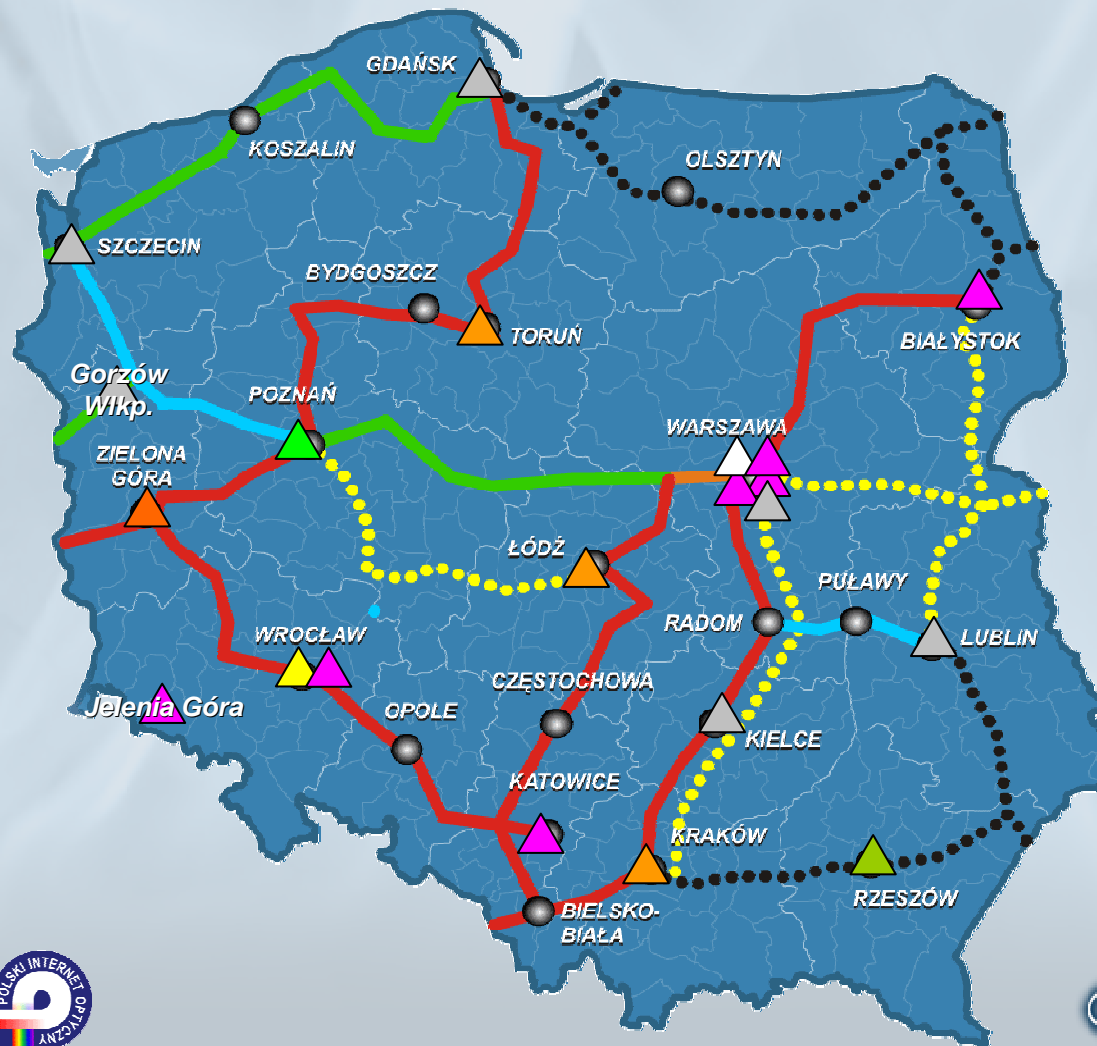 GDAŃSK
KOSZALIN
OLSZTYN
SZCZECIN
BYDGOSZCZ
TORUŃ
BIAŁYSTOK
Gorzów
Wlkp.
POZNAŃ
WARSZAWA
ZIELONA
GÓRA
ŁÓDŹ
PUŁAWY
RADOM
LUBLIN
WROCŁAW
CZĘSTOCHOWA
Jelenia Góra
OPOLE
KIELCE
KATOWICE
KRAKÓW
RZESZÓW
BIELSKO-
BIAŁA
POLSKI INTERNET OPTYCZNY